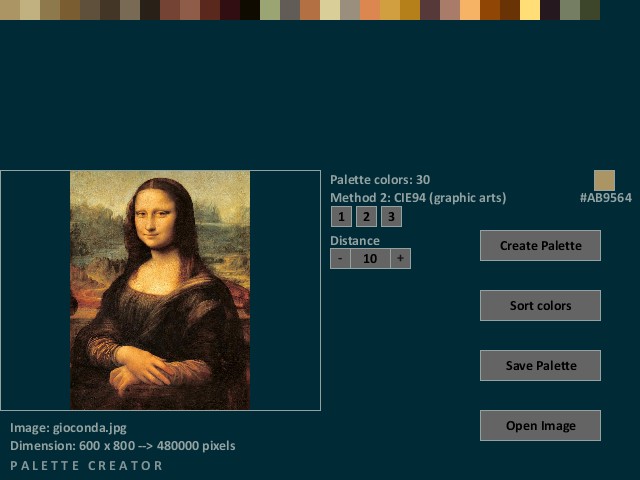 Palette colors: 30
Method 2: CIE94 (graphic arts)
#AB9564
1 2 3
Distance
- 10 +
Create Palette
Sort colors
Save Palette
Open Image
Image: gioconda.jpg
Dimension: 600 x 800 --> 480000 pixels
PALETTE CREATOR